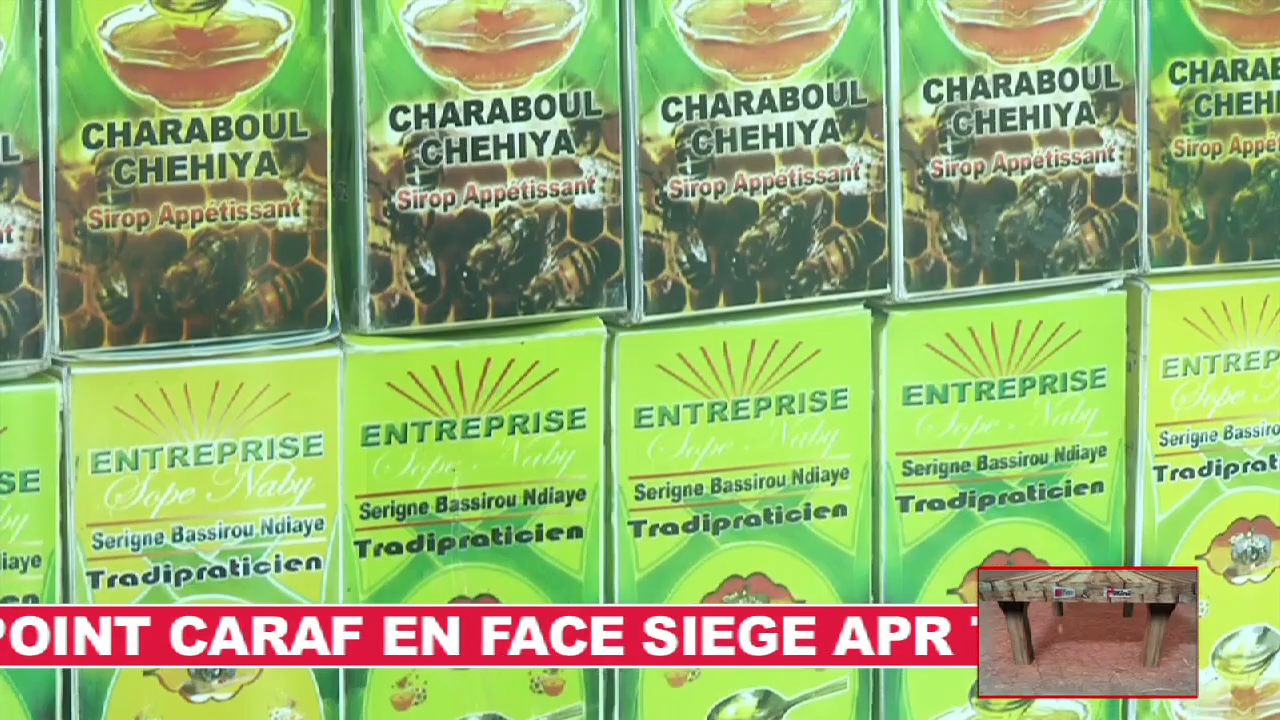 CHARABOUL
CHEHIYA
Sirop Appétissant
CHARABOUL
CHEHIYA
Sirop Appétissant
CHARABOUL
CHEHIYA
Sirop Appétissant
CHARABOUL
CHEHIYA
Sirop Appétissant
ENTREPRISE
Sope Naby
Serigne Bassirou Ndiaye
Tradipraticien
ENTREPRISE
Sope Naby
Serigne Bassirou Ndiaye
Tradipraticien
ENTREPRISE
Sope Naby
Serigne Bassirou Ndiaye
Tradipraticien
ENTREPRISE
Sope Naby
Serigne Bassirou Ndiaye
Tradipraticien
POINT CARAF EN FACE SIEGE APR